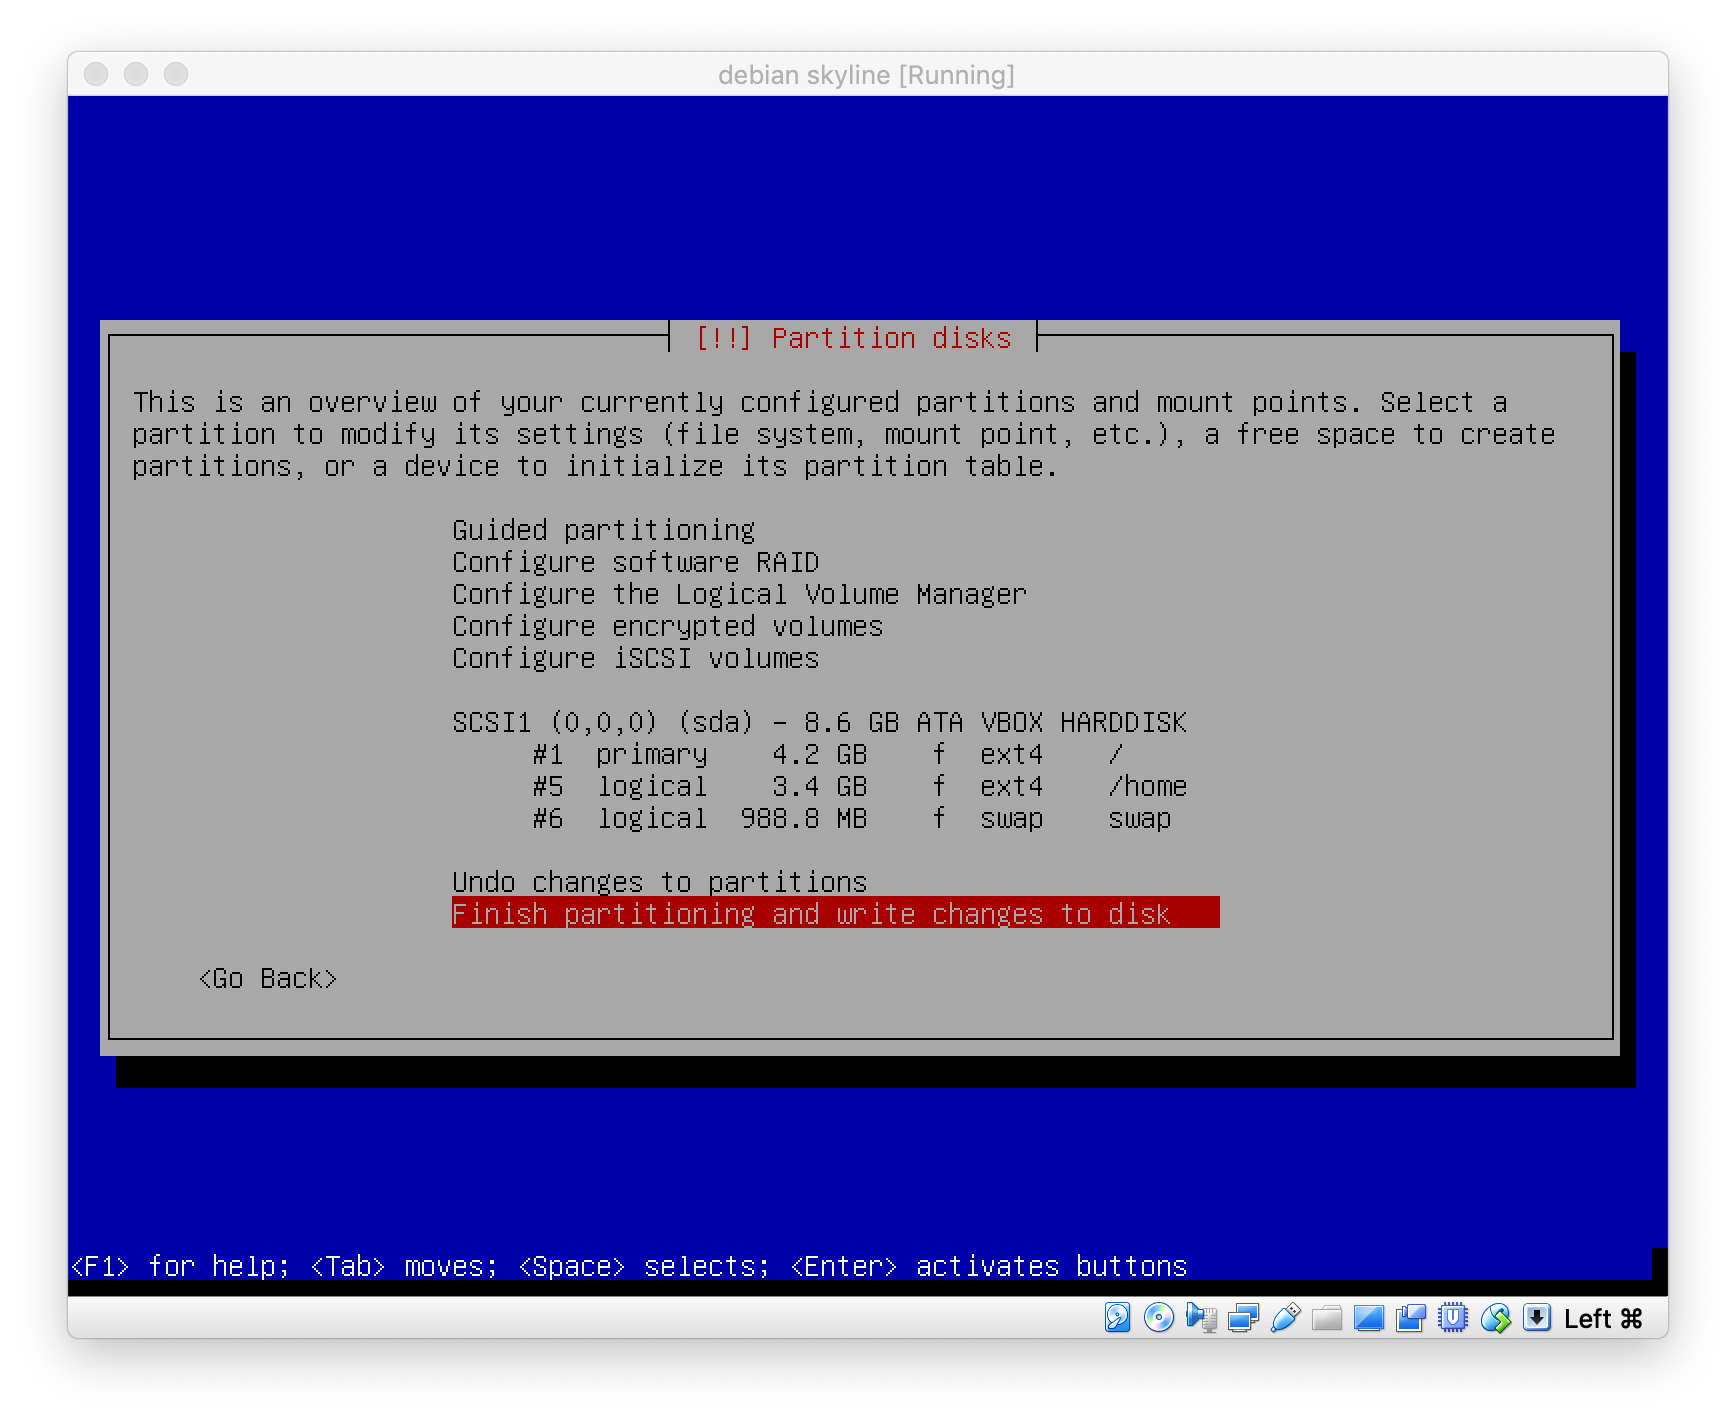 debian skyline [Running]
[!!] Partition disks
This is an overview of your currently configured partitions and mount points. Select a
partition to modify its settings (file system, mount point, etc.), a free space to create
partitions, or a device to initialize its partition table.
Guided partitioning
Configure software RAID
Configure the Logical Volume Manager
Configure encrypted volumes
Configure iSCSI volumes
SCSI1 (0,0,0) (sda) - 8.6 GB ATA VBOX HARDDISK
#1 primary 4.2 GB f ext4 /
#5 logical 3.4 GB f ext4 /home
#6 logical 988.8 MB f swap swap
Undo changes to partitions
Finish partitioning and write changes to disk
<Go Back>
<F1> for help; <Tab> moves; <Space> selects; <Enter> activates buttons
Left ⌘